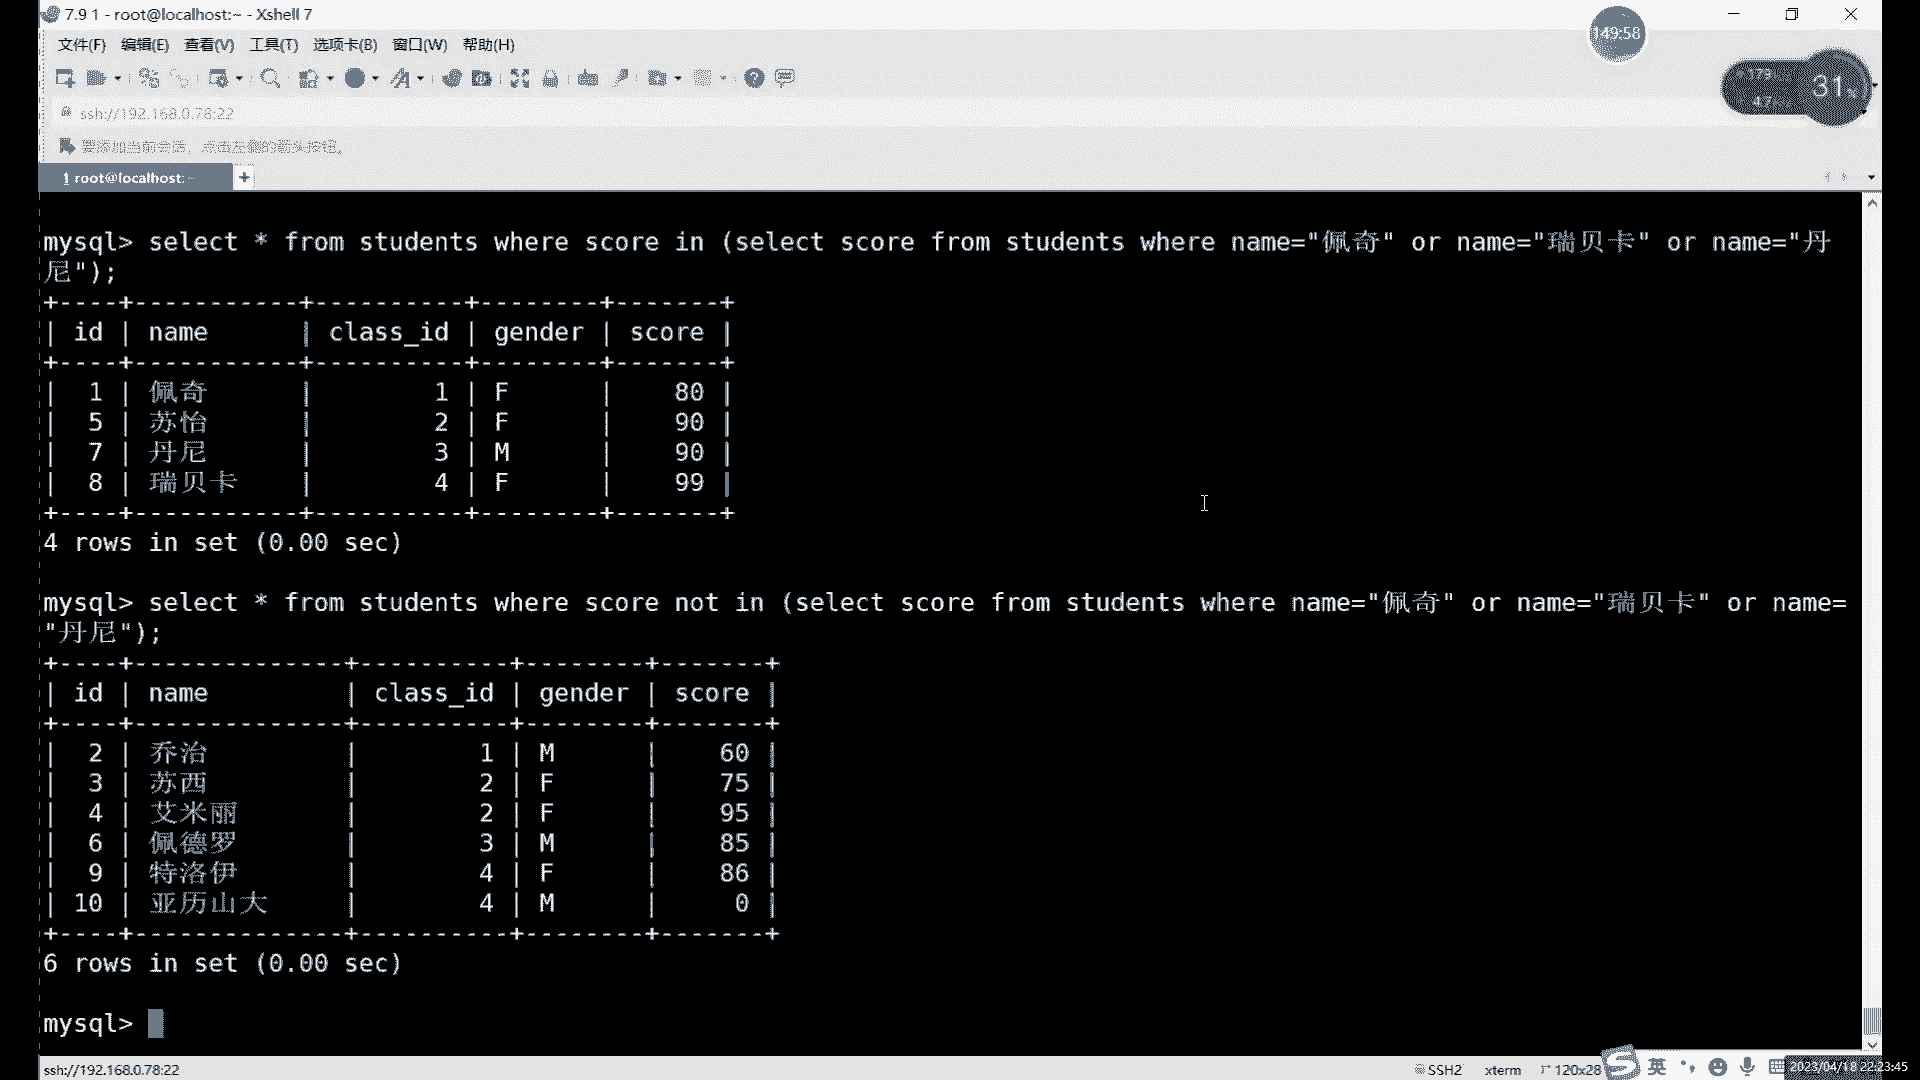 7.9 1 - root@localhost:~ - Xshell 7
文件(F) 编辑(E) 查看(V) 工具(T) 选项卡(B) 窗口(W) 帮助(H)
149:58
31%
ssh://192.168.0.78:22
要添加当前会话，点击左侧的箭头按钮。
1 root@localhost:~ +
mysql> select * from students where score in (select score from students where name="佩奇" or name="瑞贝卡" or name="丹
尼");
+----+-----------+----------+--------+-------+
| id | name      | class_id | gender | score |
+----+-----------+----------+--------+-------+
|  1 | 佩奇      |        1 | F      |    80 |
|  5 | 苏怡      |        2 | F      |    90 |
|  7 | 丹尼      |        3 | M      |    90 |
|  8 | 瑞贝卡    |        4 | F      |    99 |
+----+-----------+----------+--------+-------+
4 rows in set (0.00 sec)
mysql> select * from students where score not in (select score from students where name="佩奇" or name="瑞贝卡" or name=
"丹尼");
+----+--------------+----------+--------+-------+
| id | name         | class_id | gender | score |
+----+--------------+----------+--------+-------+
|  2 | 乔治         |        1 | M      |    60 |
|  3 | 苏西         |        2 | F      |    75 |
|  4 | 艾米丽       |        2 | F      |    95 |
|  6 | 佩德罗       |        3 | M      |    85 |
|  9 | 特洛伊       |        4 | F      |    86 |
| 10 | 亚历山大     |        4 | M      |     0 |
+----+--------------+----------+--------+-------+
6 rows in set (0.00 sec)
mysql>
ssh://192.168.0.78:22 SSH2 xterm 120x28 英 2023/04/18 22:23:45